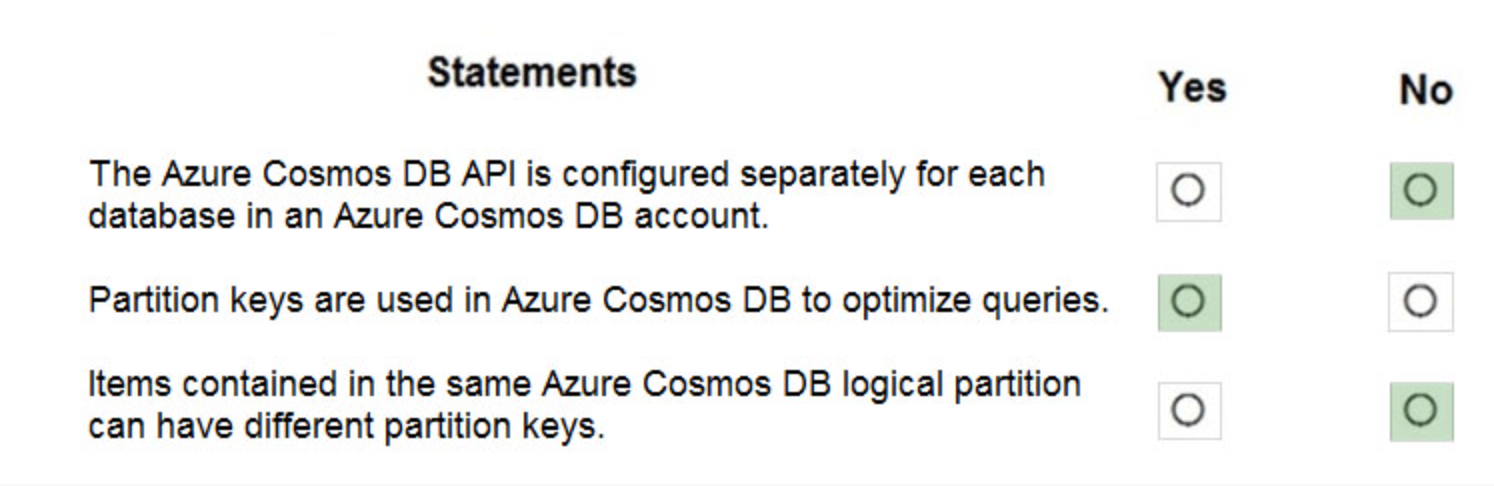 Statements
Yes
No
The Azure Cosmos DB API is configured separately for each
database in an Azure Cosmos DB account.
Partition keys are used in Azure Cosmos DB to optimize queries.
Items contained in the same Azure Cosmos DB logical partition
can have different partition keys.